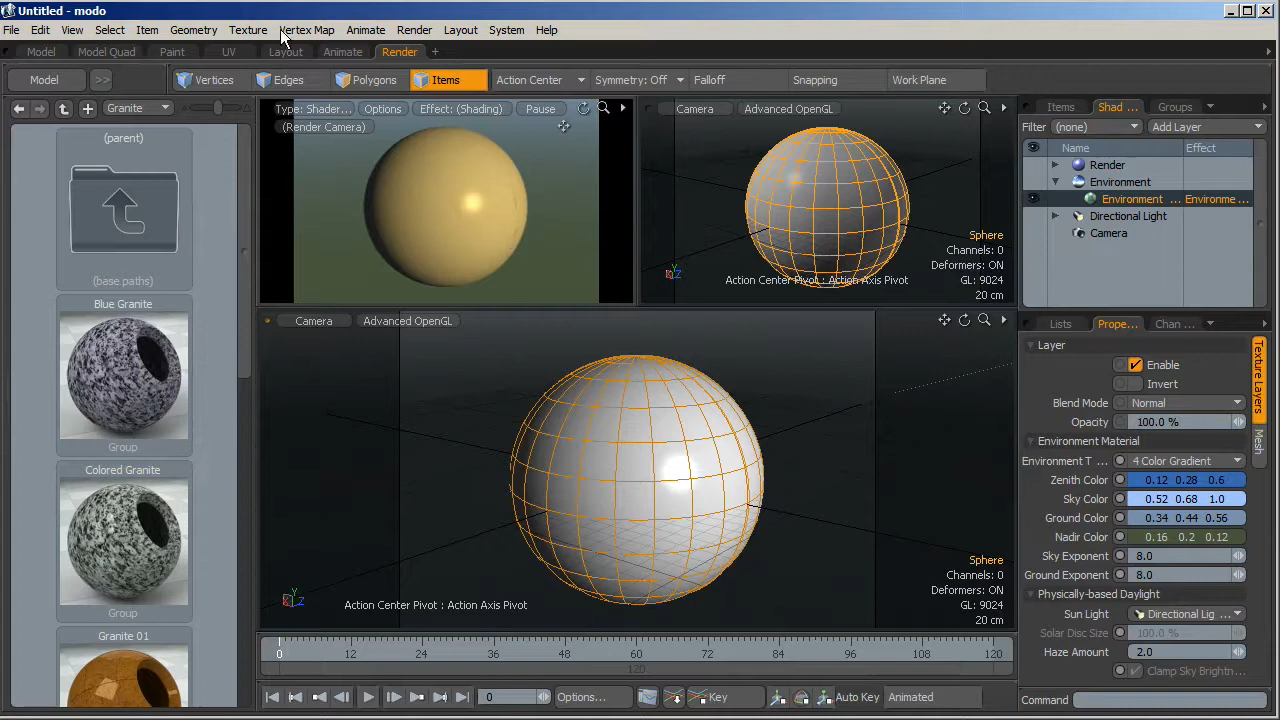 Untitled - modo
File Edit View Select Item Geometry Texture Vertex Map Animate Render Layout System Help
Model Model Quad Paint UV Layout Animate Render +
Model >> Vertices Edges Polygons Items Action Center Symmetry: Off Falloff Snapping Work Plane
Granite
(parent)
(base paths)
Blue Granite
Group
Colored Granite
Group
Granite 01
Type: Shader... Options Effect: (Shading) Pause
(Render Camera)
Camera Advanced OpenGL
Sphere
Channels: 0
Deformers: ON
Action Center Pivot : Action Axis Pivot GL: 9024
20 cm
Camera Advanced OpenGL
Sphere
Channels: 0
Deformers: ON
Action Center Pivot : Action Axis Pivot GL: 9024
20 cm
0 12 24 36 48 60 72 84 96 108 120
120
0 Options... Key Auto Key Animated
Items Shad ... Groups
Filter (none) Add Layer
Name Effect
Render
Environment
Environment ... Environme ...
Directional Light
Camera
Lists Prope... Chan ...
Layer
Enable
Invert
Blend Mode Normal
Opacity 100.0 %
Environment Material
Environment T ... 4 Color Gradient
Zenith Color 0.12 0.28 0.6
Sky Color 0.52 0.68 1.0
Ground Color 0.34 0.44 0.56
Nadir Color 0.16 0.2 0.12
Sky Exponent 8.0
Ground Exponent 8.0
Physically-based Daylight
Sun Light Directional Lig ...
Solar Disc Size 100.0 %
Haze Amount 2.0
Clamp Sky Brightn...
Command
Texture Layers
Mesh